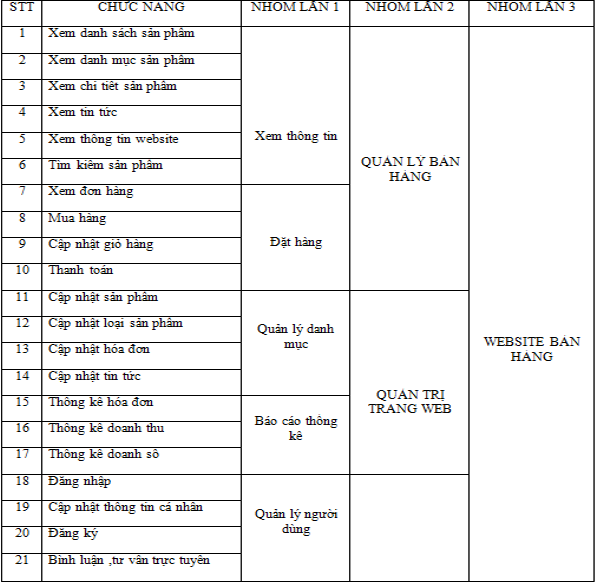 STT CHỨC NĂNG NHÓM LẦN 1 NHÓM LẦN 2 NHÓM LẦN 3
1 Xem danh sách sản phẩm
2 Xem danh mục sản phẩm
3 Xem chi tiết sản phẩm
4 Xem tin tức
5 Xem thông tin website
6 Tìm kiếm sản phẩm
Xem thông tin
7 Xem đơn hàng
8 Mua hàng
9 Cập nhật giỏ hàng
10 Thanh toán
Đặt hàng
QUẢN LÝ BÁN
HÀNG
11 Cập nhật sản phẩm
12 Cập nhật loại sản phẩm
13 Cập nhật hóa đơn
14 Cập nhật tin tức
Quản lý danh
mục
15 Thống kê hóa đơn
16 Thống kê doanh thu
17 Thống kê doanh số
Báo cáo thống
kê
QUẢN TRỊ
TRANG WEB
18 Đăng nhập
19 Cập nhật thông tin cá nhân
20 Đăng ký
21 Bình luận ,tư vấn trực tuyến
Quản lý người
dùng
WEBSITE BÁN
HÀNG